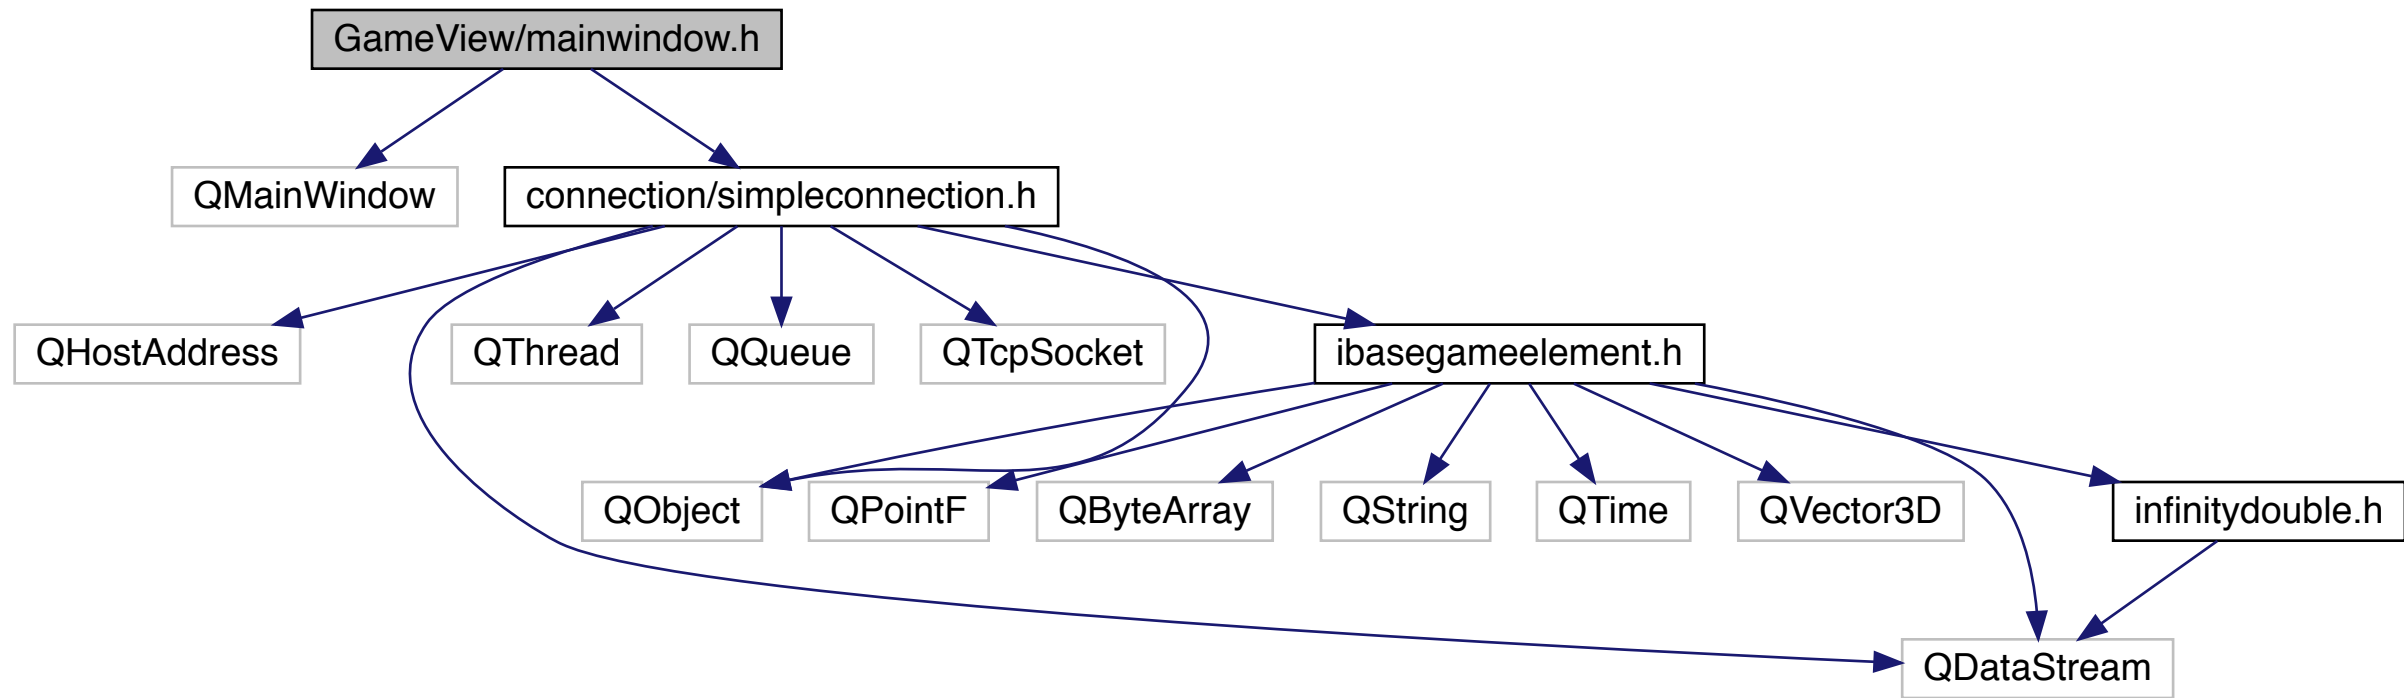 GameView/mainwindow.h
QMainWindow
connection/simpleconnection.h
QHostAddress
QThread
QQueue
QTcpSocket
ibasegameelement.h
QObject
QPointF
QByteArray
QString
QTime
QVector3D
infinitydouble.h
QDataStream